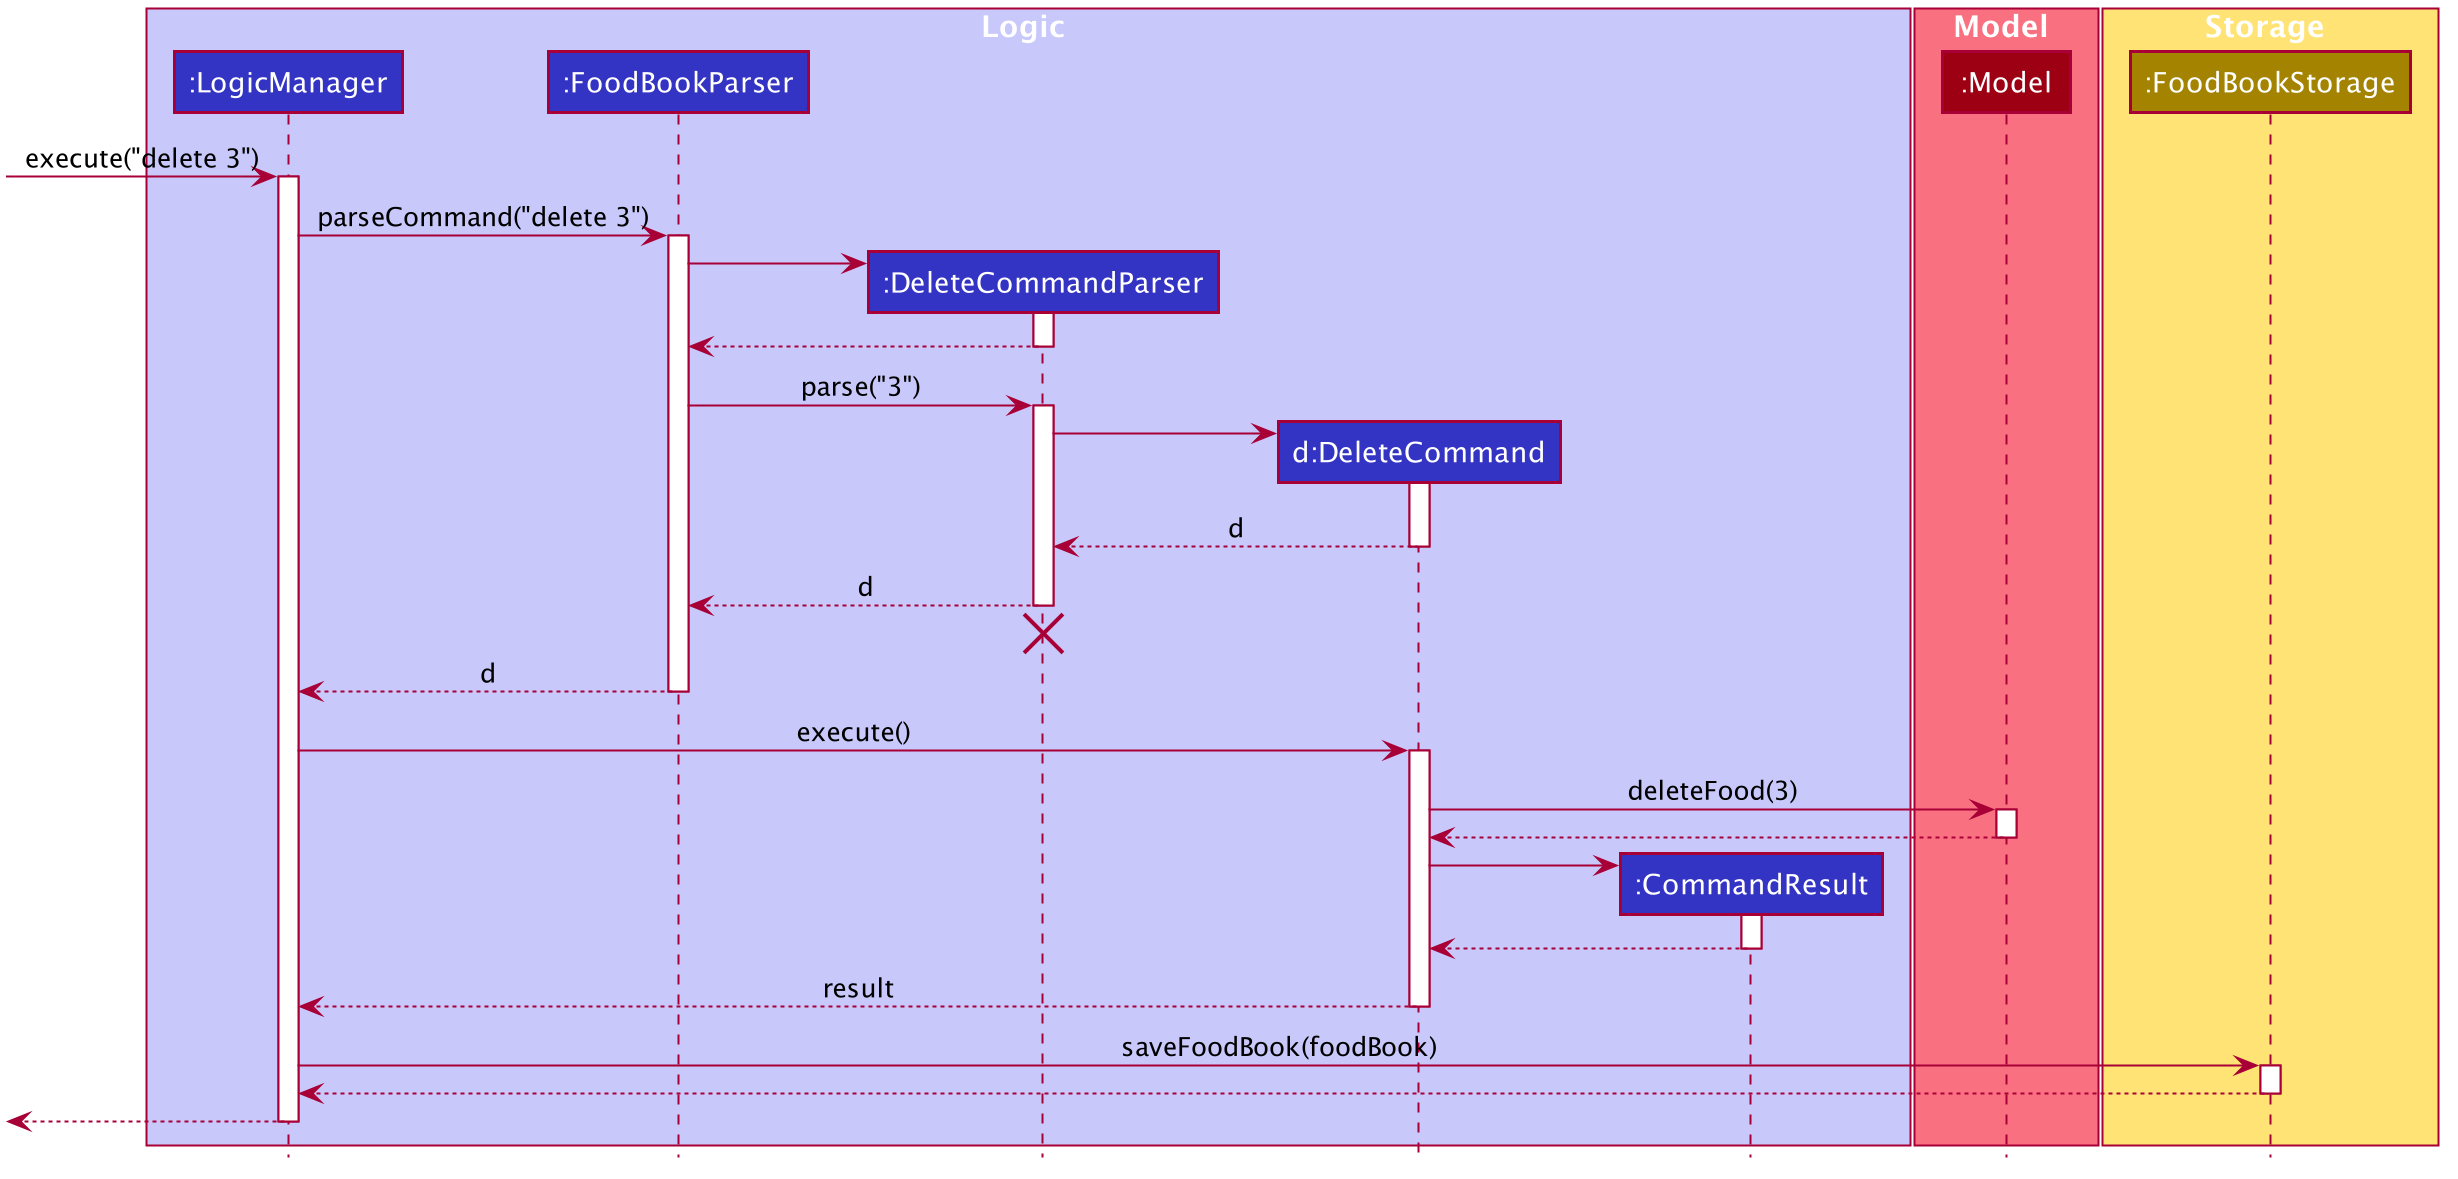 Logic
Model
Storage
:LogicManager
:FoodBookParser
:Model
:FoodBookStorage
execute("delete 3")
parseCommand("delete 3")
:DeleteCommandParser
parse("3")
d:DeleteCommand
d
d
d
execute()
deleteFood(3)
:CommandResult
result
saveFoodBook(foodBook)